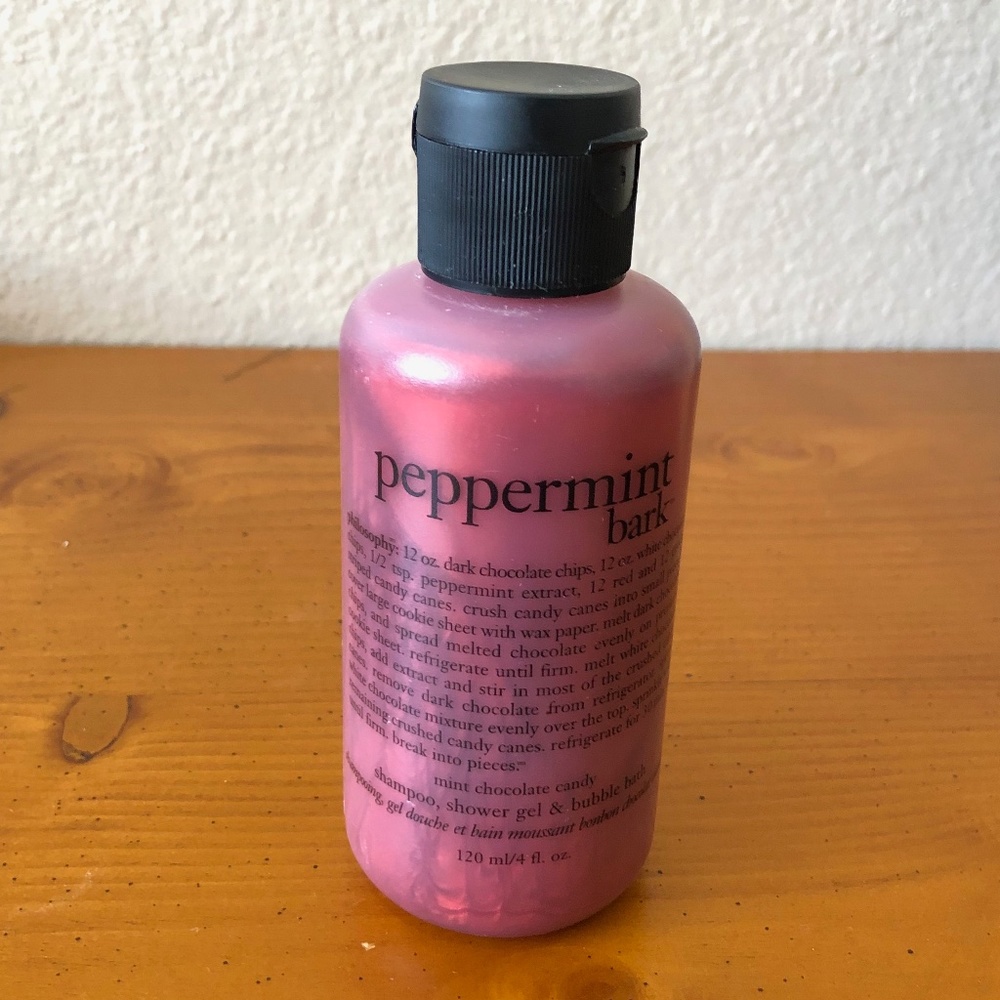 peppermint
bark™
philosophy: 12 oz. dark chocolate chips, 12 oz. white
chips, 1/2 tsp. peppermint extract, 12 red and 12
striped candy canes. crush candy canes into small
cover large cookie sheet with wax paper. melt dark
chips, and spread melted chocolate evenly on
cookie sheet. refrigerate until firm. melt white
chips, add extract and stir in most of the crushed
canes. remove dark chocolate from refrigerator
white chocolate mixture evenly over the top.
remaining crushed candy canes. refrigerate for
until firm. break into pieces.℠
mint chocolate candy
shampoo, shower gel & bubble bath
shampooing, gel douche et bain moussant bonbon
120 ml/4 fl. oz.